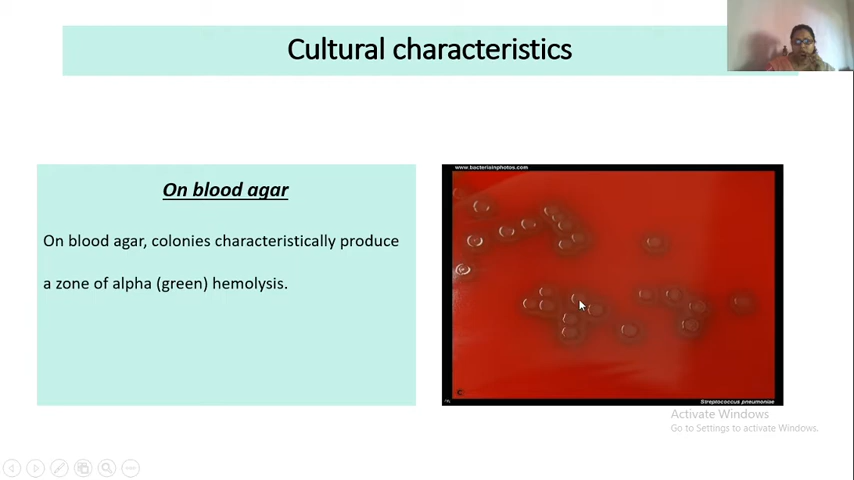 Cultural characteristics
On blood agar
On blood agar, colonies characteristically produce
a zone of alpha (green) hemolysis.
www.bacteriainphotos.com
Streptococcus pneumoniae
Activate Windows
Go to Settings to activate Windows.